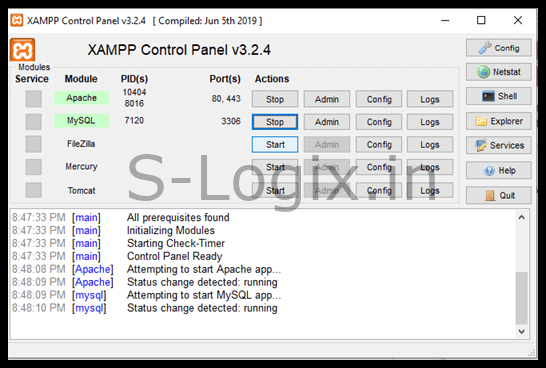 XAMPP Control Panel v3.2.4 [ Compiled: Jun 5th 2019 ]
XAMPP Control Panel v3.2.4
Config
Modules
Service Module PID(s) Port(s) Actions
Netstat
Apache 10404 8016 80, 443 Stop Admin Config Logs
Shell
MySQL 7120 3306 Stop Admin Config Logs
Explorer
FileZilla Start Admin Config Logs
Services
Mercury Start Admin Config Logs
Help
Tomcat Start Admin Config Logs
Quit
S-Logix.in
8:47:33 PM [main] All prerequisites found
8:47:33 PM [main] Initializing Modules
8:47:33 PM [main] Starting Check-Timer
8:47:33 PM [main] Control Panel Ready
8:48:08 PM [Apache] Attempting to start Apache app...
8:48:09 PM [Apache] Status change detected: running
8:48:09 PM [mysql] Attempting to start MySQL app...
8:48:10 PM [mysql] Status change detected: running